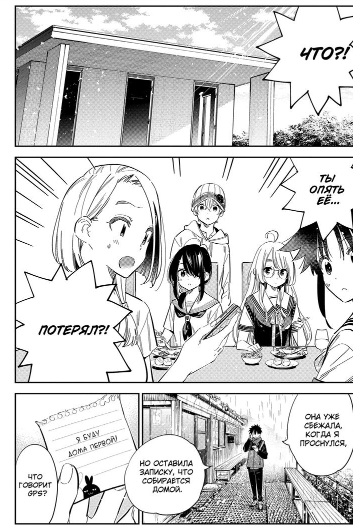 ЧТО?!
ТЫ
ОПЯТЬ
ЕЁ...
ПОТЕРЯЛ?!
ОНА УЖЕ
СБЕЖАЛА,
КОГДА Я
ПРОСНУЛСЯ,
НО ОСТАВИЛА
ЗАПИСКУ, ЧТО
СОБИРАЕТСЯ
ДОМОЙ.
Я БУДУ
ДОМА ПЕРВОЙ!
ЧТО
ГОВОРИТ
GPS?